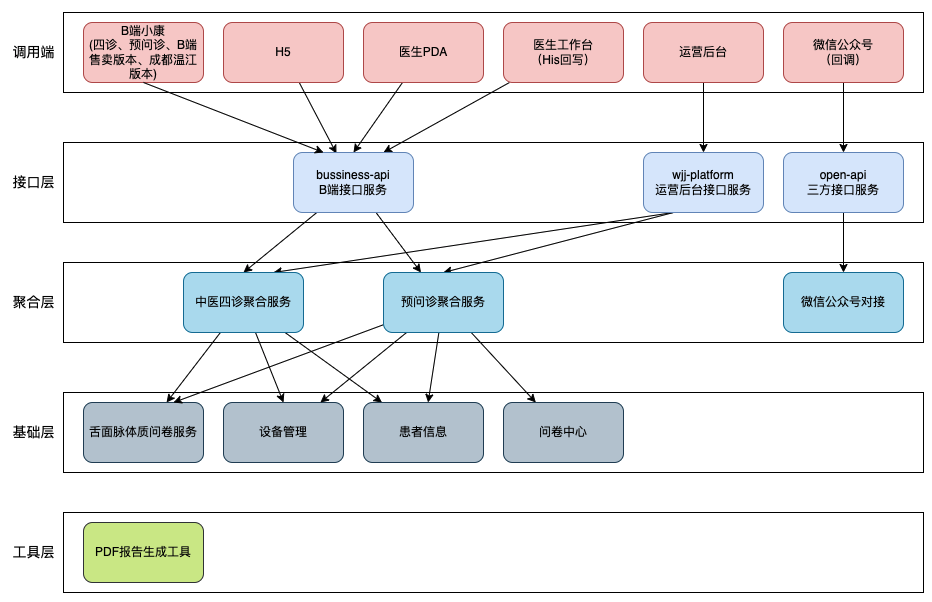 调用端
B端小康
(四诊、预问诊、B端
售卖版本、成都温江
版本)
H5
医生PDA
医生工作台
（His回写）
运营后台
微信公众号
（回调）
接口层
bussiness-api
B端接口服务
wjj-platform
运营后台接口服务
open-api
三方接口服务
聚合层
中医四诊聚合服务
预问诊聚合服务
微信公众号对接
基础层
舌面脉体质问卷服务
设备管理
患者信息
问卷中心
工具层
PDF报告生成工具